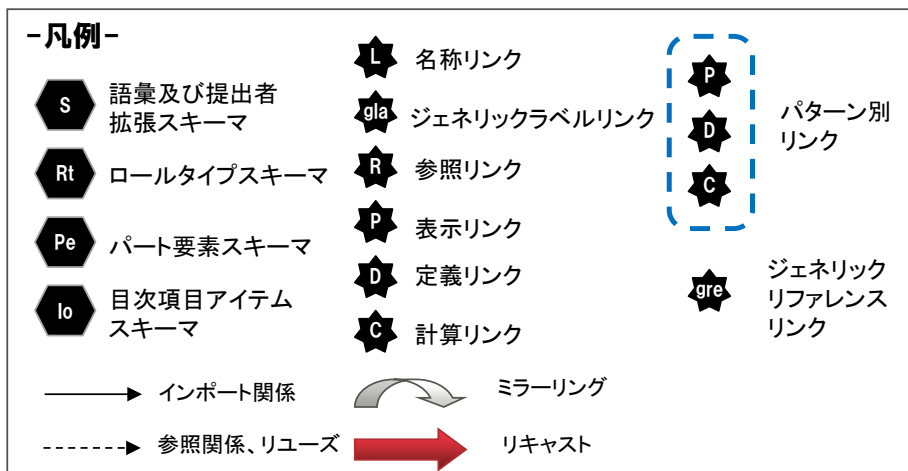 -凡例-
S
語彙及び提出者
拡張スキーマ
Rt
ロールタイプスキーマ
Pe
パート要素スキーマ
Io
目次項目アイテム
スキーマ
L
名称リンク
gla
ジェネリックラベルリンク
R
参照リンク
P
表示リンク
D
定義リンク
C
計算リンク
P
D
C
パターン別
リンク
gre
ジェネリック
リファレンス
リンク
インポート関係
ミラーリング
参照関係、リユーズ
リキャスト